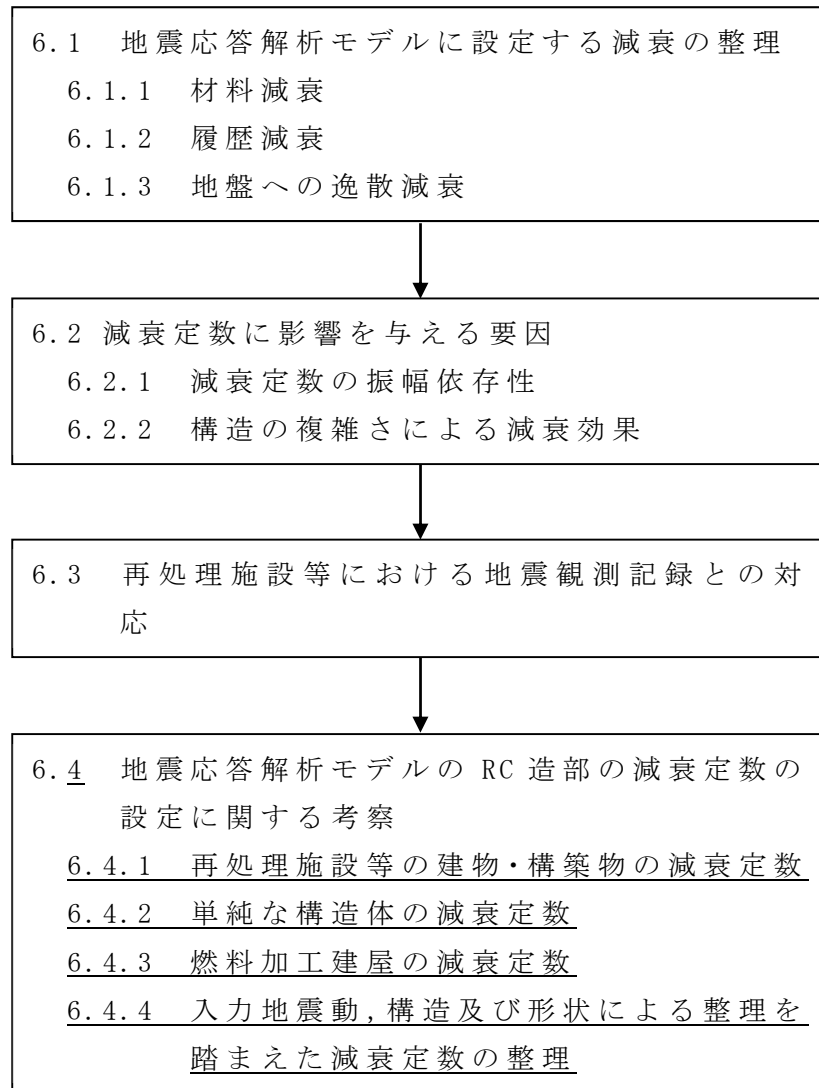 6.1 地震応答解析モデルに設定する減衰の整理
6.1.1 材料減衰
6.1.2 履歴減衰
6.1.3 地盤への逸散減衰
6.2 減衰定数に影響を与える要因
6.2.1 減衰定数の振幅依存性
6.2.2 構造の複雑さによる減衰効果
6.3 再処理施設等における地震観測記録との対
応
6.4 地震応答解析モデルの RC 造部の減衰定数の
設定に関する考察
6.4.1 再処理施設等の建物・構築物の減衰定数
6.4.2 単純な構造体の減衰定数
6.4.3 燃料加工建屋の減衰定数
6.4.4 入力地震動,構造及び形状による整理を
踏まえた減衰定数の整理